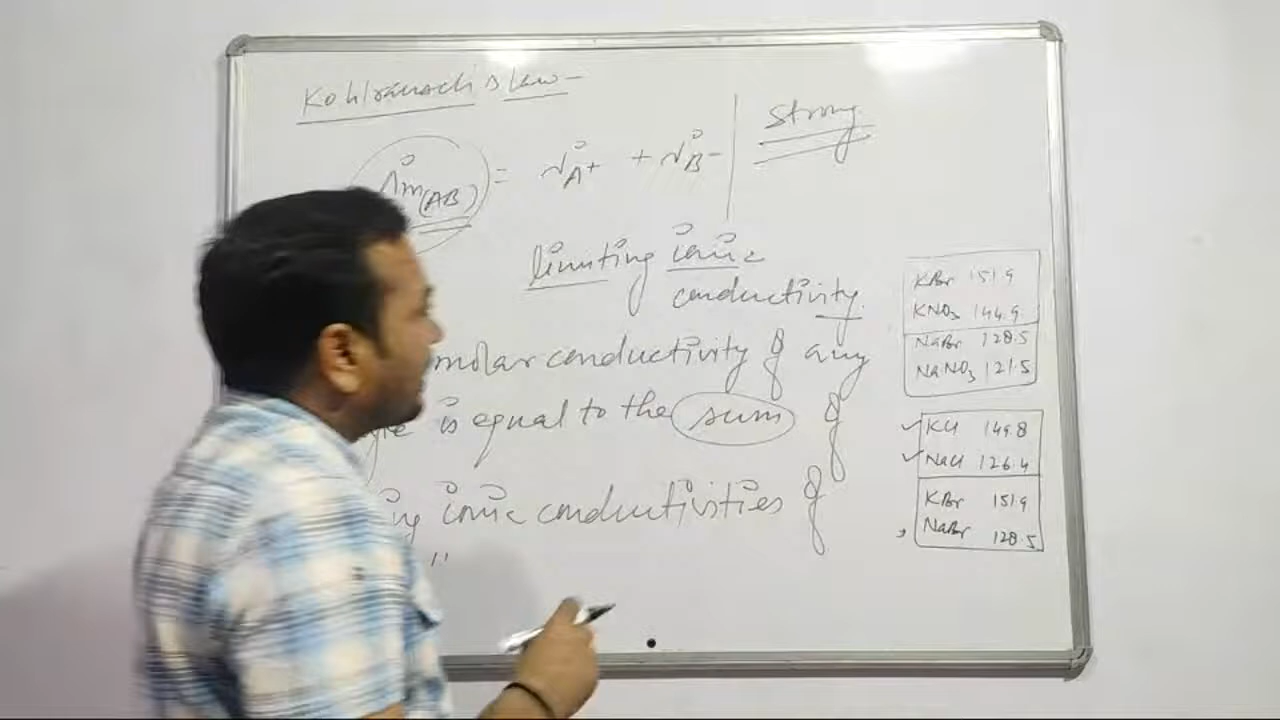 Kohlrausch's law -
Λ°m(AB) = λ°A+ + λ°B-
Strong
limiting ionic
conductivity
molar conductivity of any
is equal to the sum of
ionic conductivities of
"
KBr 151.9
KNO3 144.9
NaBr 128.5
NaNO3 121.5
KCl 149.8
NaCl 126.4
KBr 151.9
NaBr 128.5